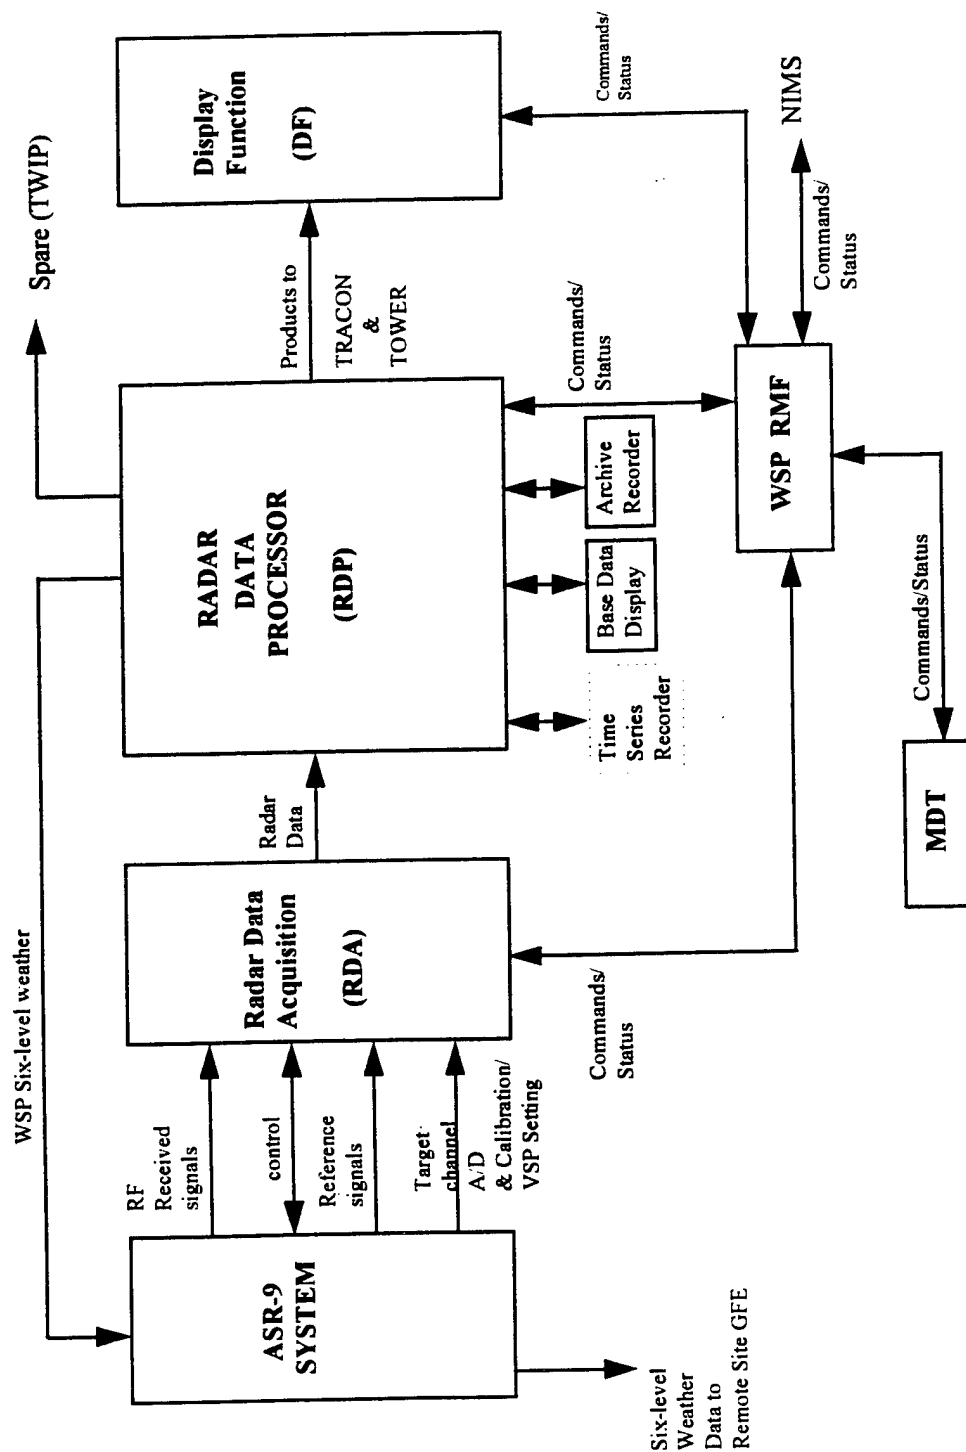 WSP Six-level weather
Spare (TWIP)
ASR-9
SYSTEM
Six-level
Weather
Data to
Remote Site GFE
RF
Received
signals
control
Reference
signals
Target
channel
A/D
& Calibration/
VSP Setting
Radar Data
Acquisition
(RDA)
Commands/
Status
Radar
Data
RADAR
DATA
PROCESSOR
(RDP)
Time
Series
Recorder
Base Data
Display
Archive
Recorder
Commands/
Status
Products to
TRACON
&
TOWER
Display
Function
(DF)
Commands/
Status
WSP RMF
Commands/
Status
NIMS
Commands/Status
MDT